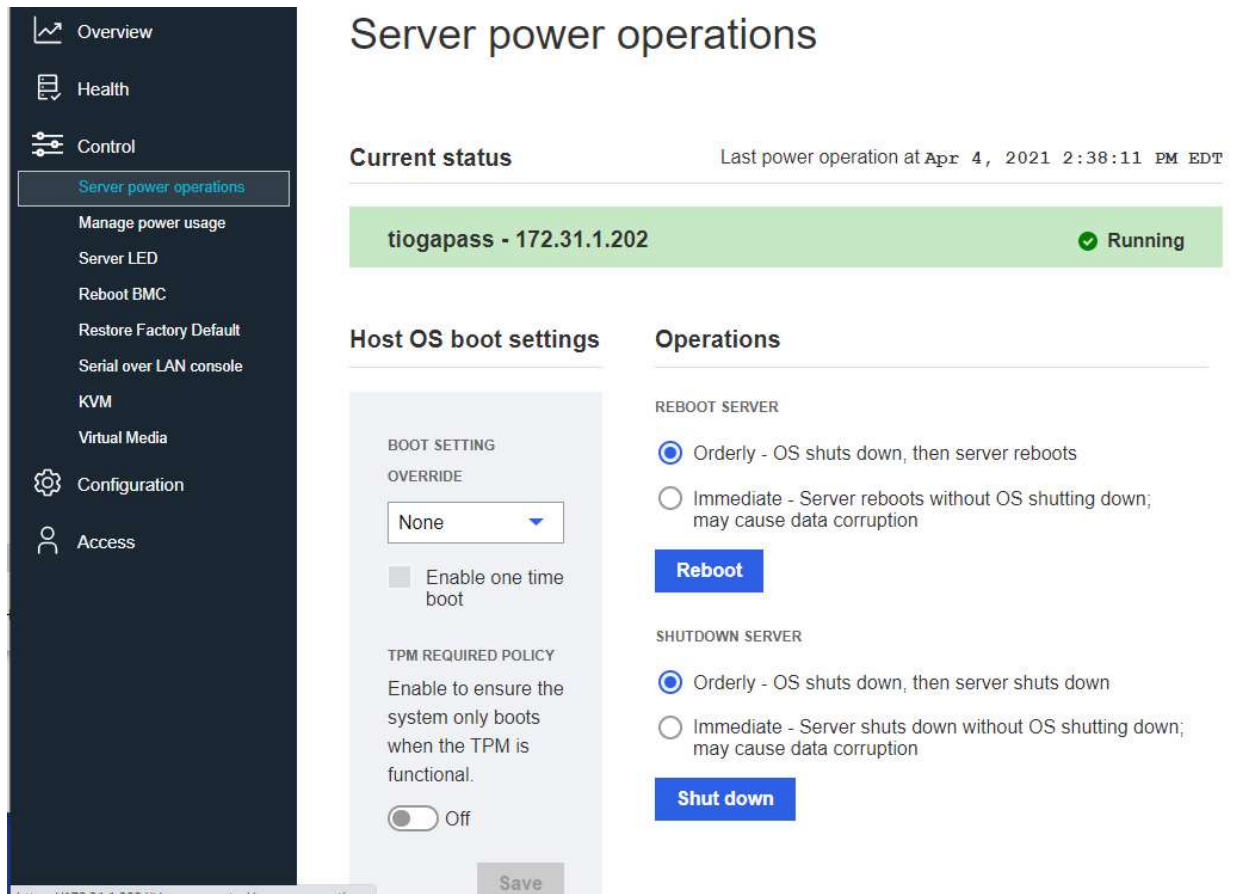 Overview
Health
Control
Server power operations
Manage power usage
Server LED
Reboot BMC
Restore Factory Default
Serial over LAN console
KVM
Virtual Media
Configuration
Access
Server power operations
Current status
Last power operation at Apr 4, 2021 2:38:11 PM EDT
tiogapass - 172.31.1.202
Running
Host OS boot settings
BOOT SETTING
OVERRIDE
None
Enable one time
boot
TPM REQUIRED POLICY
Enable to ensure the
system only boots
when the TPM is
functional.
Off
Save
Operations
REBOOT SERVER
Orderly - OS shuts down, then server reboots
Immediate - Server reboots without OS shutting down;
may cause data corruption
Reboot
SHUTDOWN SERVER
Orderly - OS shuts down, then server shuts down
Immediate - Server shuts down without OS shutting down;
may cause data corruption
Shut down